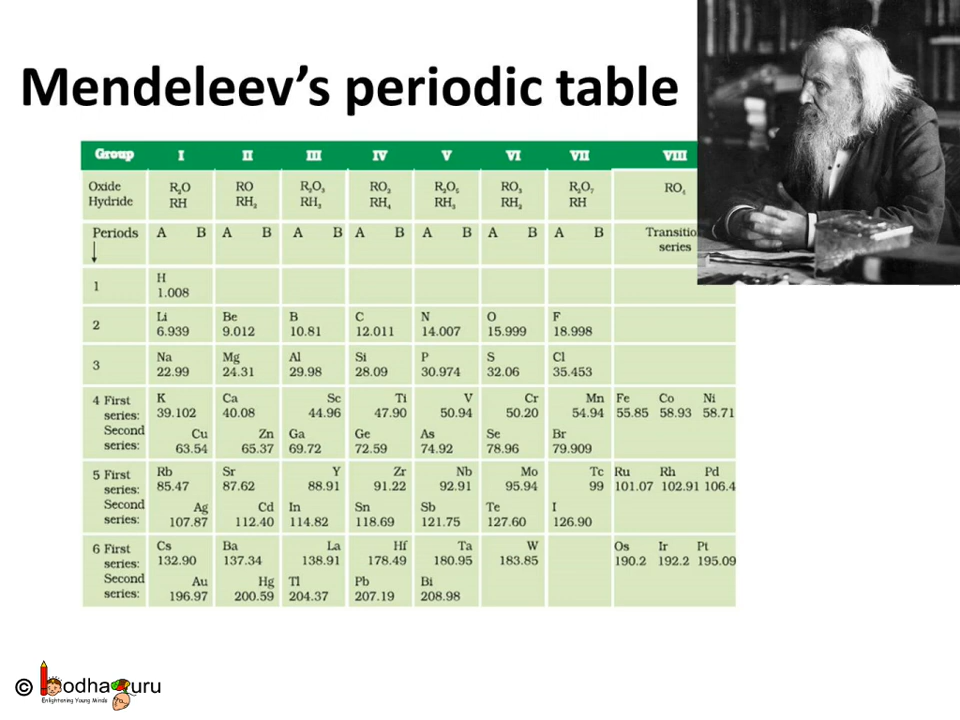 Mendeleev's periodic table
Group I II III IV V VI VII VIII
Oxide R₂O RO R₂O₃ RO₂ R₂O₅ RO₃ R₂O₇ RO₄
Hydride RH RH₂ RH₃ RH₄ RH₃ RH₂ RH
Periods A B A B A B A B A B A B A B Transitio
↓ series
1 H
1.008
2 Li Be B C N O F
6.939 9.012 10.81 12.011 14.007 15.999 18.998
3 Na Mg Al Si P S Cl
22.99 24.31 29.98 28.09 30.974 32.06 35.453
4 First K Ca Sc Ti V Cr Mn Fe Co Ni
series: 39.102 40.08 44.96 47.90 50.94 50.20 54.94 55.85 58.93 58.71
Second Cu Zn Ga Ge As Se Br
series: 63.54 65.37 69.72 72.59 74.92 78.96 79.909
5 First Rb Sr Y Zr Nb Mo Tc Ru Rh Pd
series: 85.47 87.62 88.91 91.22 92.91 95.94 99 101.07 102.91 106.4
Second Ag Cd In Sn Sb Te I
series: 107.87 112.40 114.82 118.69 121.75 127.60 126.90
6 First Cs Ba La Hf Ta W Os Ir Pt
series: 132.90 137.34 138.91 178.49 180.95 183.85 190.2 192.2 195.09
Second Au Hg Tl Pb Bi
series: 196.97 200.59 204.37 207.19 208.98
© bodhaguru
Enlightening Young Minds